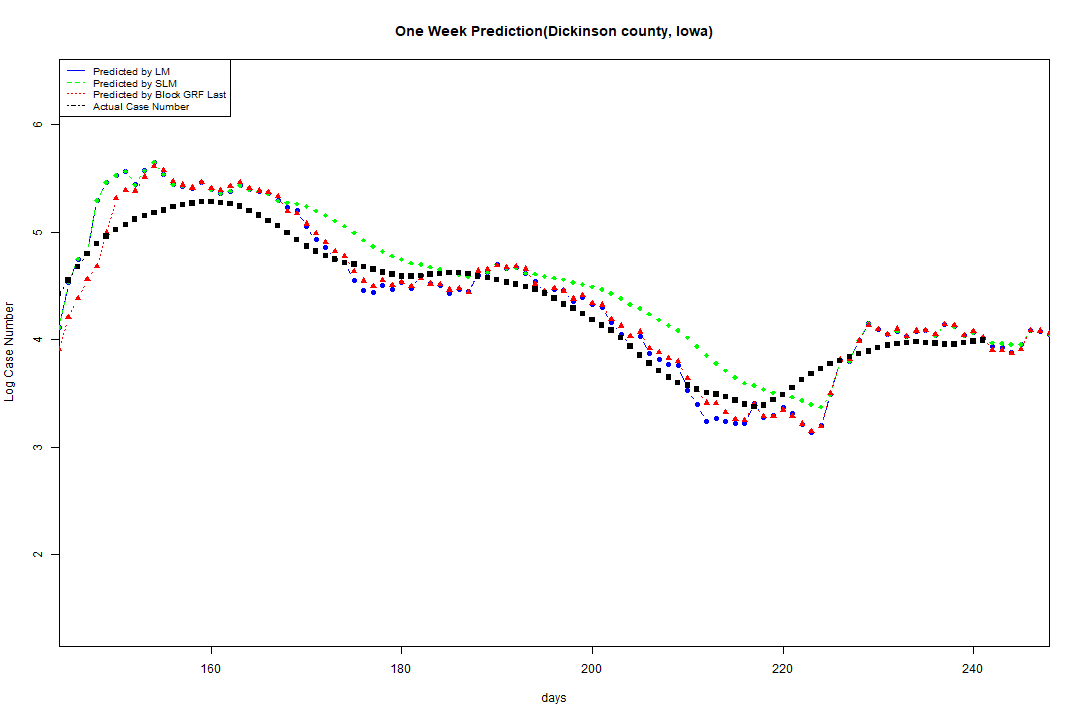 One Week Prediction(Dickinson county, Iowa)
Predicted by LM
Predicted by SLM
Predicted by Block GRF Last
Actual Case Number
6
5
4
3
2
Log Case Number
160 180 200 220 240
days